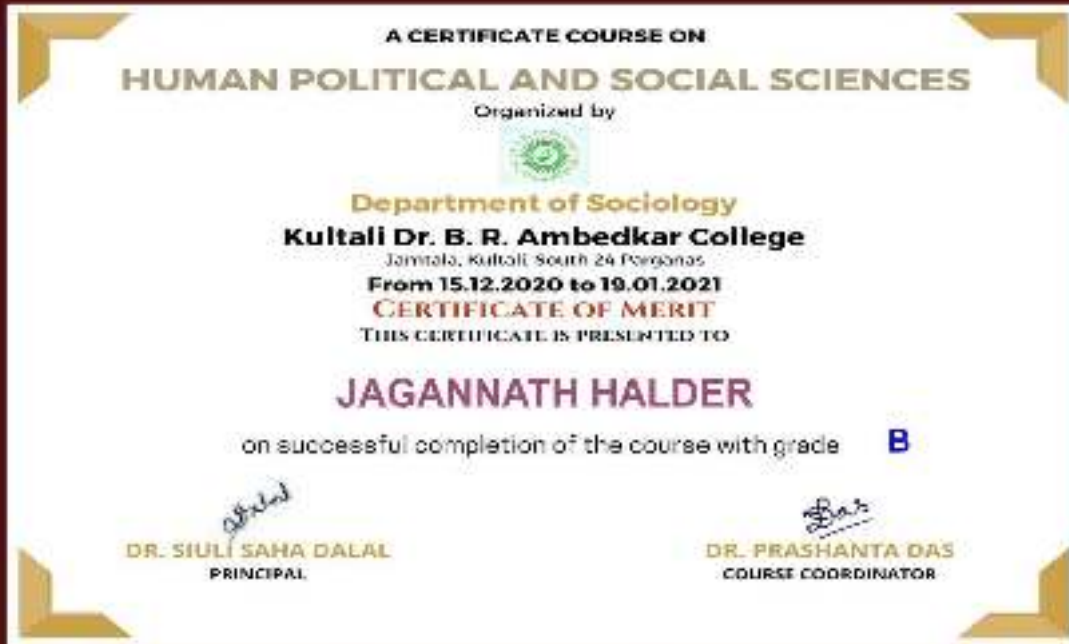 A CERTIFICATE COURSE ON
HUMAN POLITICAL AND SOCIAL SCIENCES
Organized by
Department of Sociology
Kultali Dr. B. R. Ambedkar College
Jamtala, Kultali, South 24 Parganas
From 15.12.2020 to 19.01.2021
CERTIFICATE OF MERIT
THIS CERTIFICATE IS PRESENTED TO
JAGANNATH HALDER
on successful completion of the course with grade B
DR. SIULI SAHA DALAL
PRINCIPAL
DR. PRASHANTA DAS
COURSE COORDINATOR